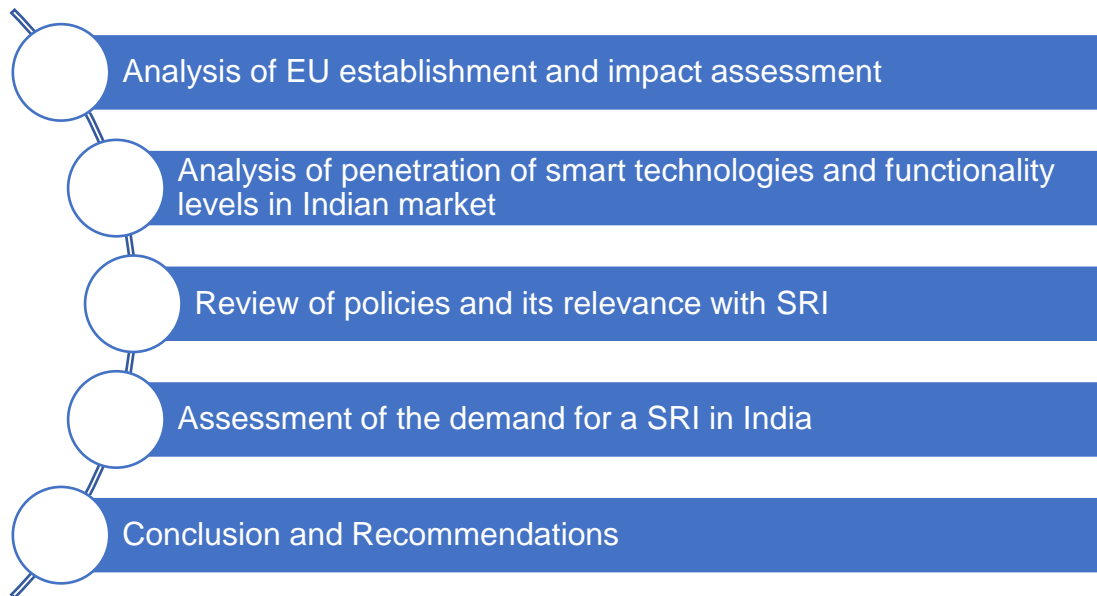 Analysis of EU establishment and impact assessment
Analysis of penetration of smart technologies and functionality
levels in Indian market
Review of policies and its relevance with SRI
Assessment of the demand for a SRI in India
Conclusion and Recommendations